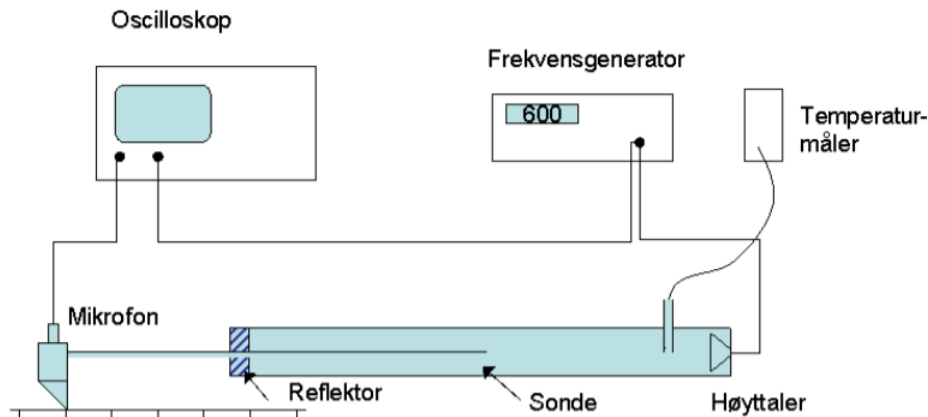 Oscilloskop
Frekvensgenerator
600
Temperatur-
måler
Mikrofon
Reflektor
Sonde
Høyttaler